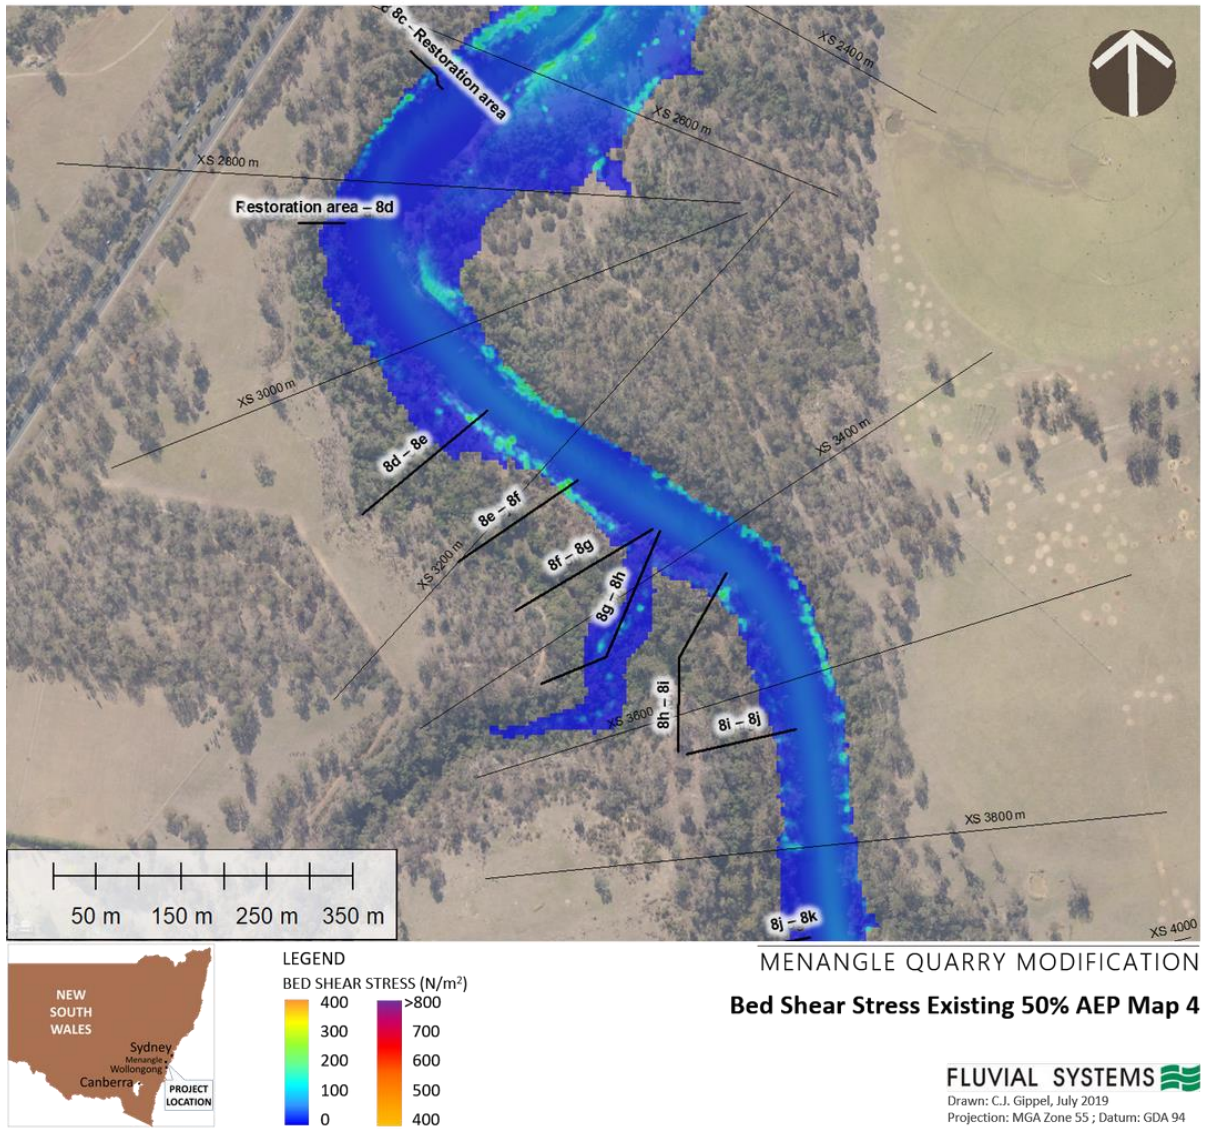 8c - Restoration area
XS 2400 m
XS 2600 m
XS 2800 m
Restoration area – 8d
XS 3000 m
XS 3400 m
8d – 8e
8e – 8f
XS 3200 m
8f – 8g
8g – 8h
8h – 8i
XS 3600
8i – 8j
XS 3800 m
8j – 8k
XS 4000
50 m 150 m 250 m 350 m
NEW
SOUTH
WALES
Sydney
Menangle
Wollongong
Canberra
PROJECT
LOCATION
LEGEND
BED SHEAR STRESS (N/m²)
400 >800
300 700
200 600
100 500
0 400
MENANGLE QUARRY MODIFICATION
Bed Shear Stress Existing 50% AEP Map 4
FLUVIAL SYSTEMS
Drawn: C.J. Gippel, July 2019
Projection: MGA Zone 55 ; Datum: GDA 94